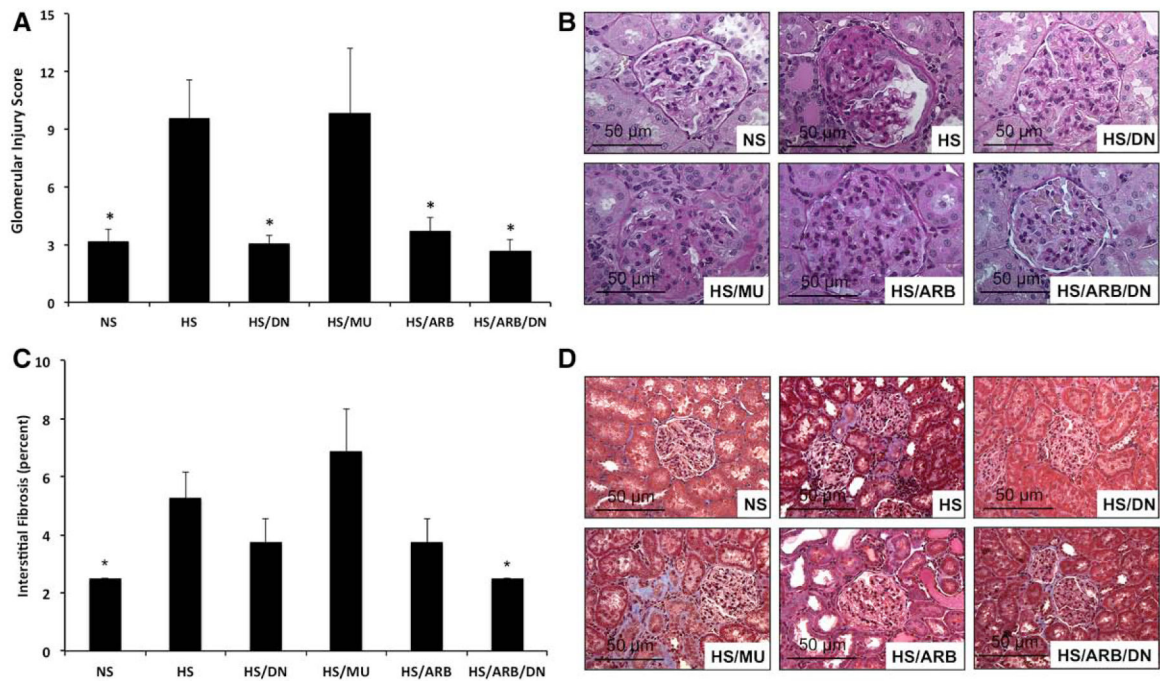 A
15
12
9
6
3
0
Glomerular Injury Score
*
*
*
*
NS
HS
HS/DN
HS/MU
HS/ARB
HS/ARB/DN
B
50 µm
NS
50 µm
HS
50 µm
HS/DN
50 µm
HS/MU
50 µm
HS/ARB
50 µm
HS/ARB/DN
C
10
8
6
4
2
0
Interstitial Fibrosis (percent)
*
*
NS
HS
HS/DN
HS/MU
HS/ARB
HS/ARB/DN
D
50 µm
NS
50 µm
HS
50 µm
HS/DN
50 µm
HS/MU
50 µm
HS/ARB
50 µm
HS/ARB/DN